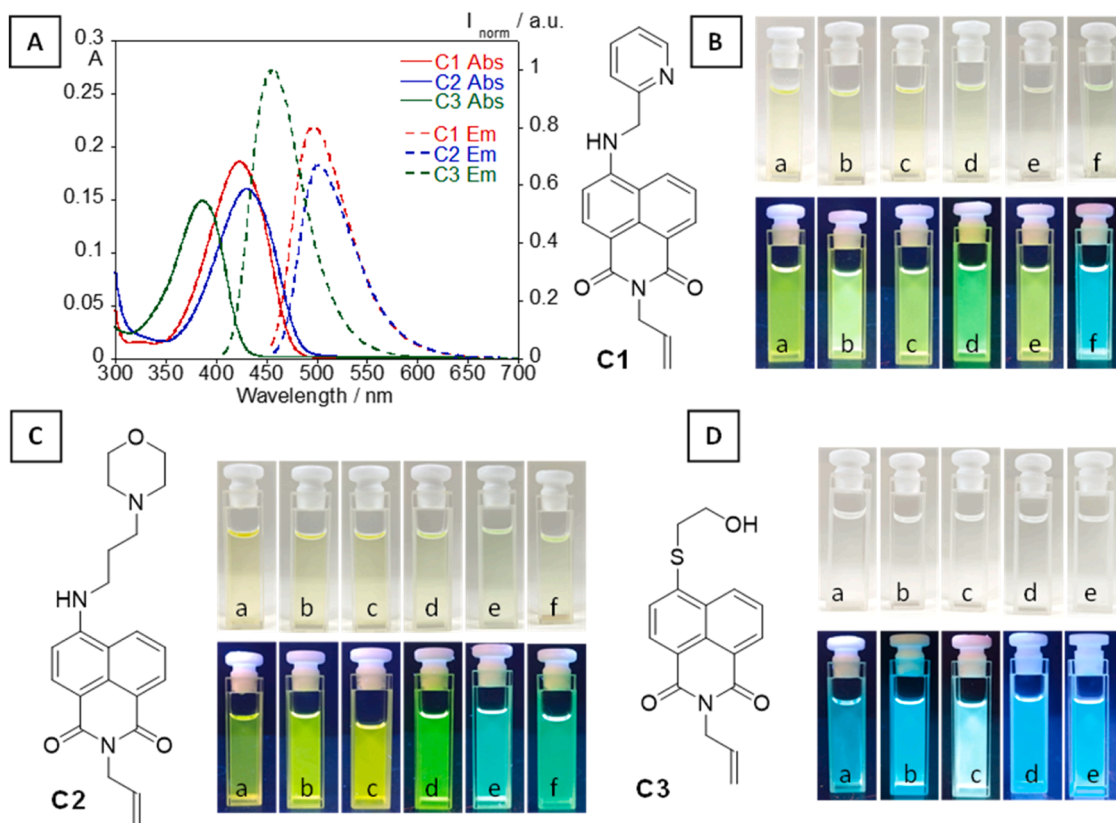 A
0.3
A
0.25
0.2
0.15
0.1
0.05
0
300 350 400 450 500 550 600 650 700
Wavelength / nm
I norm / a.u.
1
0.8
0.6
0.4
0.2
0
C1 Abs
C2 Abs
C3 Abs
C1 Em
C2 Em
C3 Em
N
HN
O N O
C1
B
a b c d e f
a b c d e f
C
O
N
HN
O N O
C2
a b c d e f
a b c d e f
D
OH
S
O N O
C3
a b c d e
a b c d e